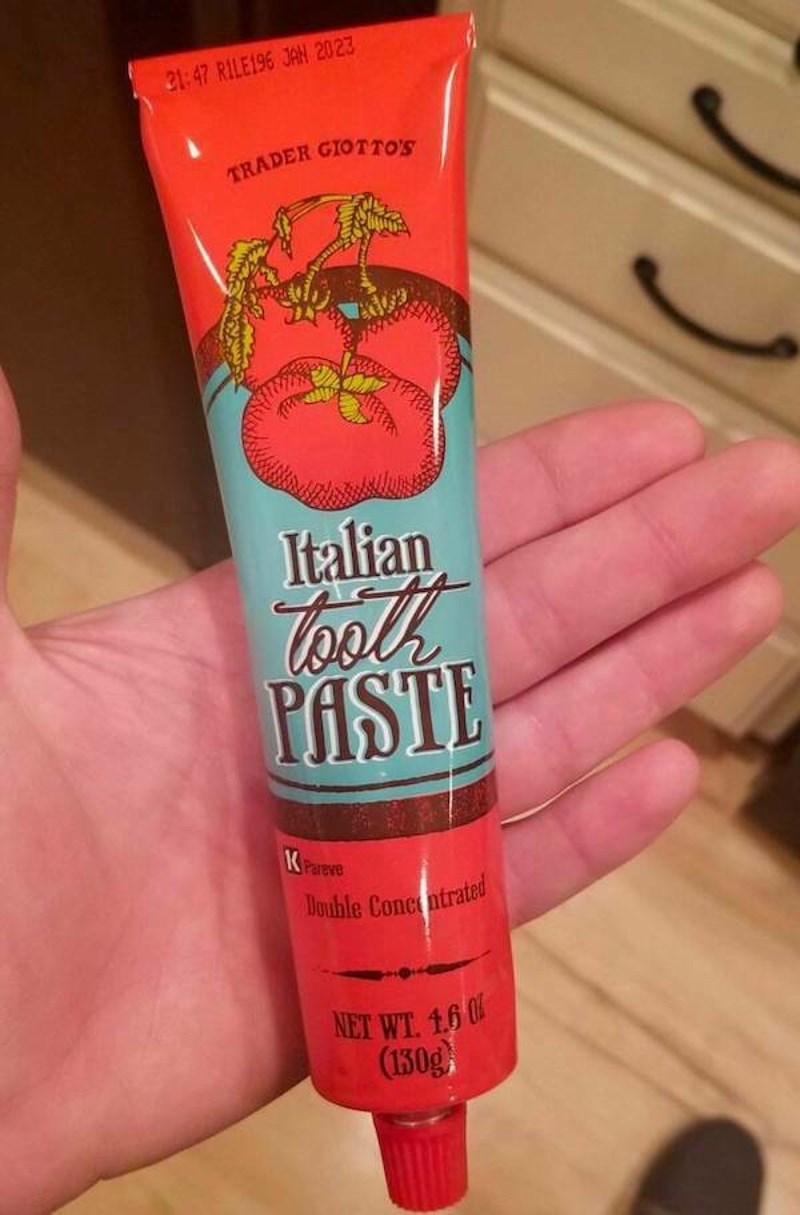 21:47 R1LE196 JAN 2023
TRADER GIOTTO'S
Italian
tooth
PASTE
K Pareve
Double Concentrated
NET WT. 4.6 OZ
(130g)